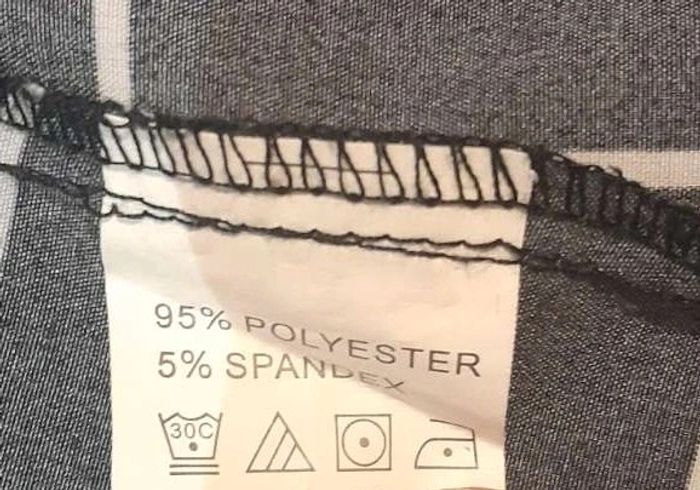 95% POLYESTER
5% SPANDEX
30C